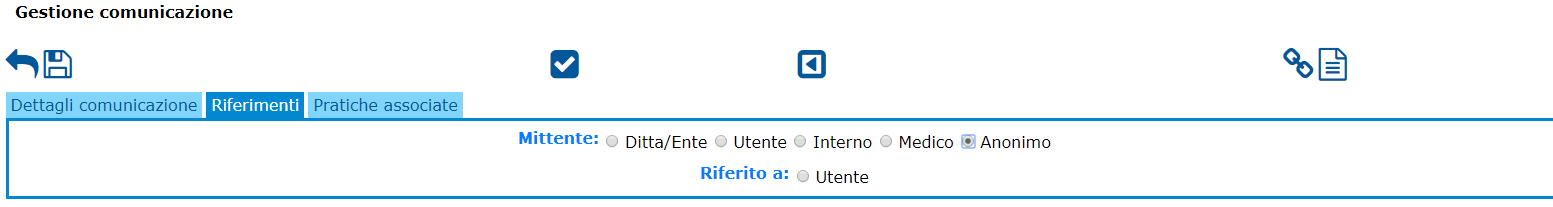 Gestione comunicazione
Dettagli comunicazione Riferimenti Pratiche associate
Mittente: Ditta/Ente Utente Interno Medico Anonimo
Riferito a: Utente